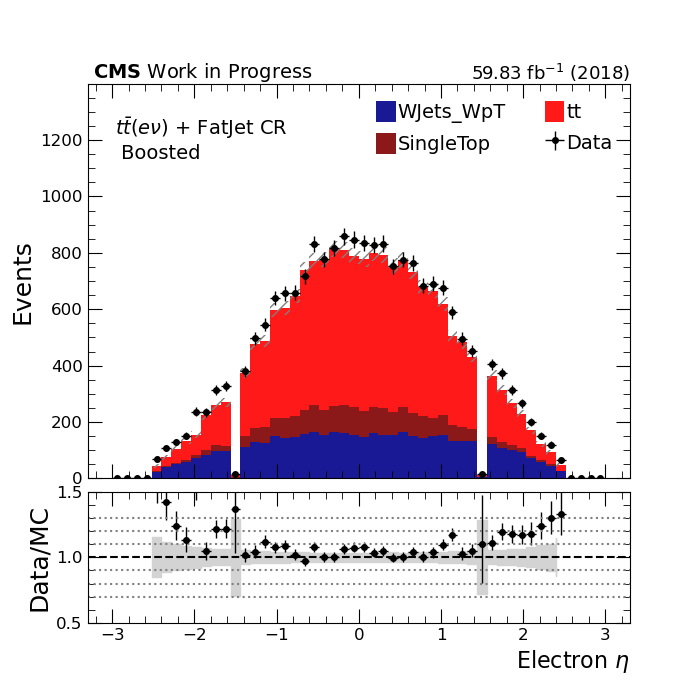 CMS Work in Progress 59.83 fb⁻¹ (2018)
tt̄(eν) + FatJet CR
Boosted
WJets_WpT tt
SingleTop Data
Events
1200
1000
800
600
400
200
0
Data/MC
1.5
1.0
0.5
−3 −2 −1 0 1 2 3
Electron η